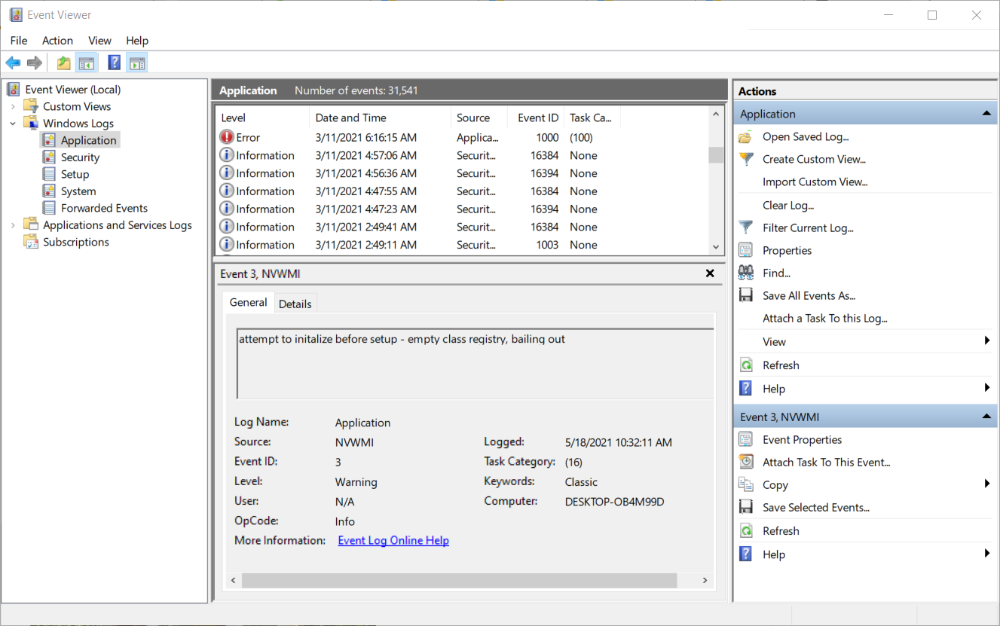 Event Viewer
File Action View Help
Event Viewer (Local)
Custom Views
Windows Logs
Application
Security
Setup
System
Forwarded Events
Applications and Services Logs
Subscriptions
Application Number of events: 31,541
Level Date and Time Source Event ID Task Ca...
Error 3/11/2021 6:16:15 AM Applica... 1000 (100)
Information 3/11/2021 4:57:06 AM Securit... 16384 None
Information 3/11/2021 4:56:36 AM Securit... 16394 None
Information 3/11/2021 4:47:55 AM Securit... 16384 None
Information 3/11/2021 4:47:23 AM Securit... 16394 None
Information 3/11/2021 2:49:41 AM Securit... 16384 None
Information 3/11/2021 2:49:11 AM Securit... 1003 None
Event 3, NVWMI
General Details
attempt to initalize before setup - empty class registry, bailing out
Log Name: Application
Source: NVWMI Logged: 5/18/2021 10:32:11 AM
Event ID: 3 Task Category: (16)
Level: Warning Keywords: Classic
User: N/A Computer: DESKTOP-OB4M99D
OpCode: Info
More Information: Event Log Online Help
Actions
Application
Open Saved Log...
Create Custom View...
Import Custom View...
Clear Log...
Filter Current Log...
Properties
Find...
Save All Events As...
Attach a Task To this Log...
View
Refresh
Help
Event 3, NVWMI
Event Properties
Attach Task To This Event...
Copy
Save Selected Events...
Refresh
Help